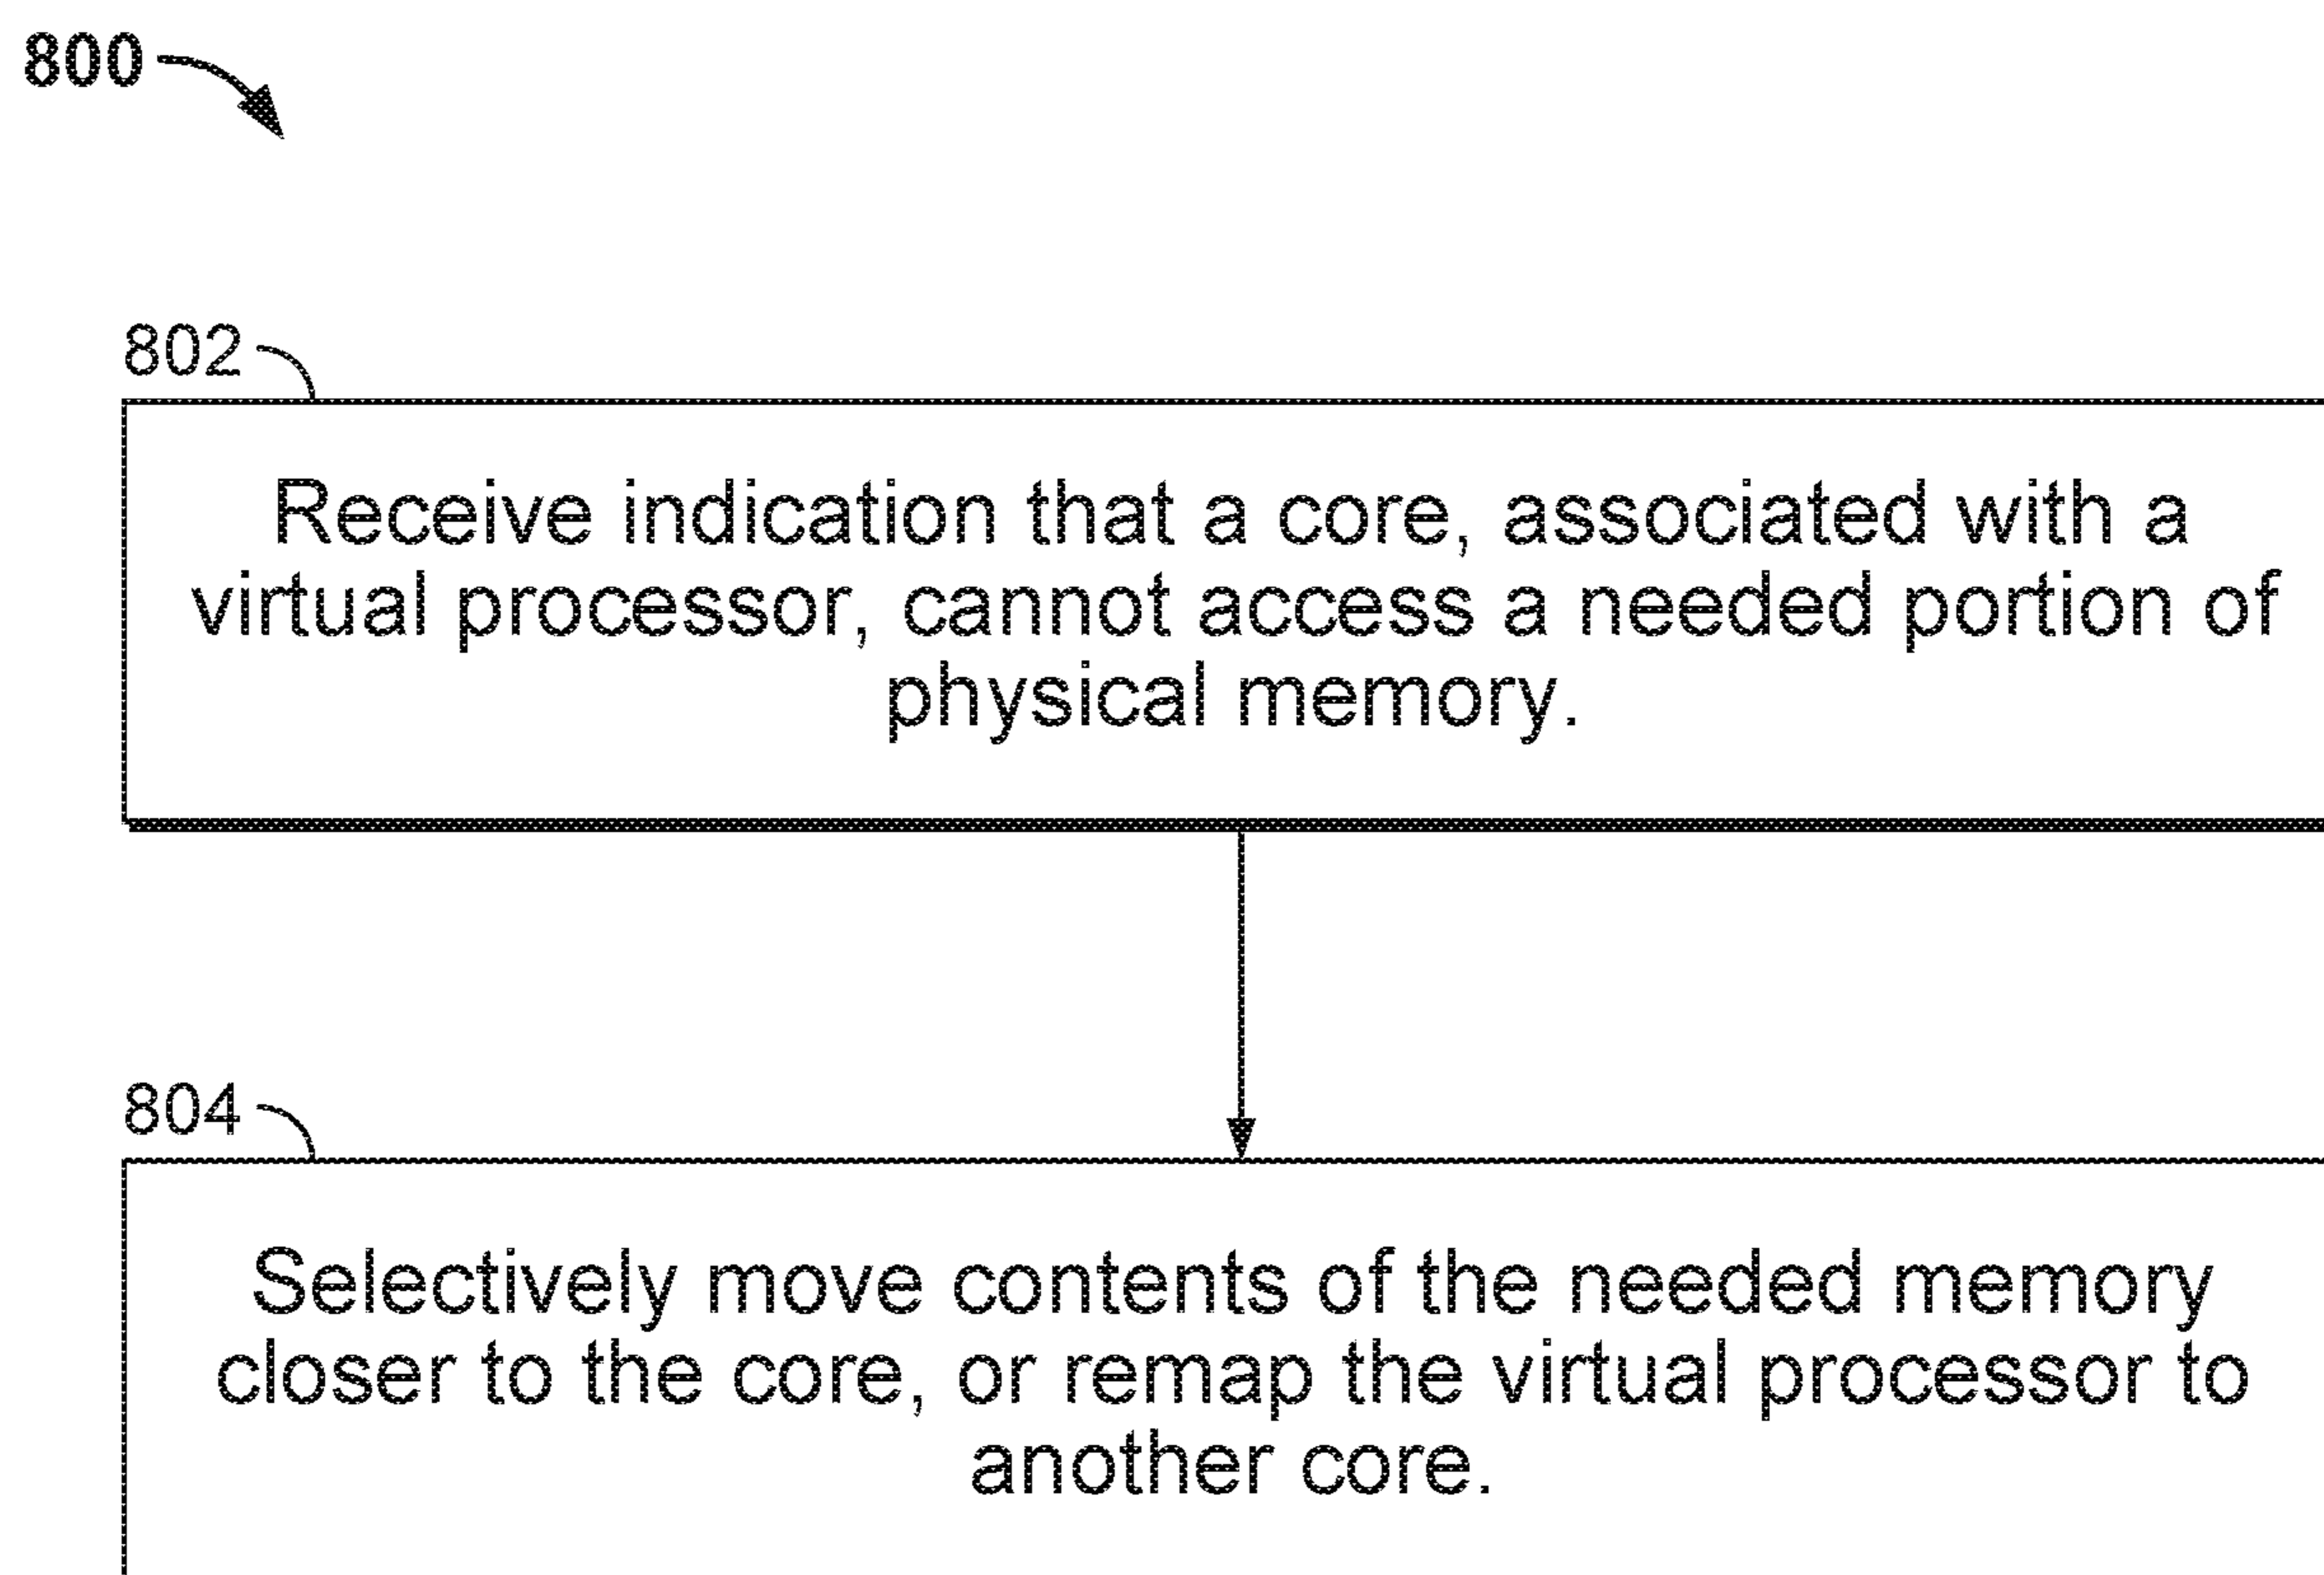 800
802
Receive indication that a core, associated with a
virtual processor, cannot access a needed portion of
physical memory.
804
Selectively move contents of the needed memory
closer to the core, or remap the virtual processor to
another core.